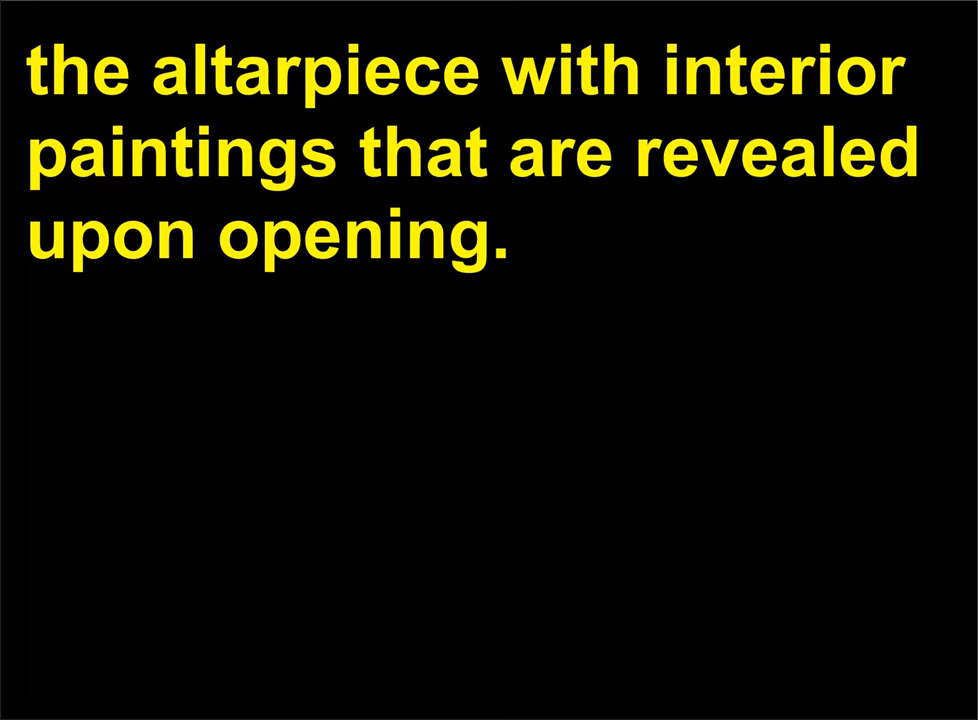 the altarpiece with interior
paintings that are revealed
upon opening.